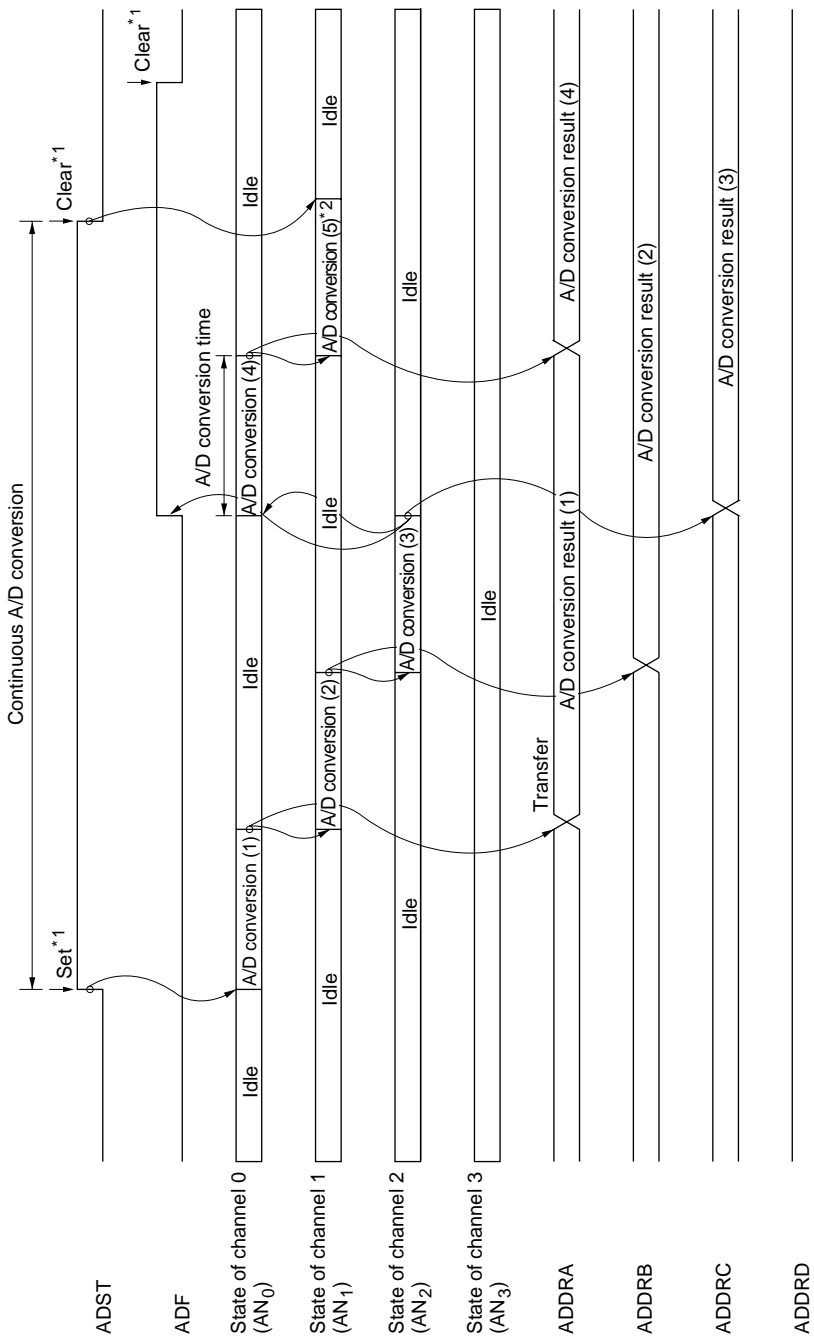 Continuous A/D conversion
Set*1
Clear*1
Clear*1
ADST
ADF
A/D conversion time
State of channel 0
(AN0)
Idle
A/D conversion (1)
Idle
A/D conversion (4)
Idle
State of channel 1
(AN1)
Idle
A/D conversion (2)
Idle
A/D conversion (5)*2
Idle
State of channel 2
(AN2)
Idle
A/D conversion (3)
Idle
State of channel 3
(AN3)
Idle
Transfer
ADDRA
A/D conversion result (1)
A/D conversion result (4)
ADDRB
A/D conversion result (2)
ADDRC
A/D conversion result (3)
ADDRD